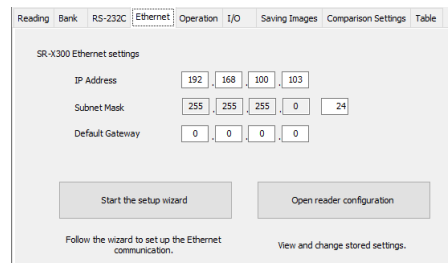 Reading Bank RS-232C Ethernet Operation I/O Saving Images Comparison Settings Table
SR-X300 Ethernet settings
IP Address 192 . 168 . 100 . 103
Subnet Mask 255 . 255 . 255 . 0 24
Default Gateway 0 . 0 . 0 . 0
Start the setup wizard Open reader configuration
Follow the wizard to set up the Ethernet
communication.
View and change stored settings.